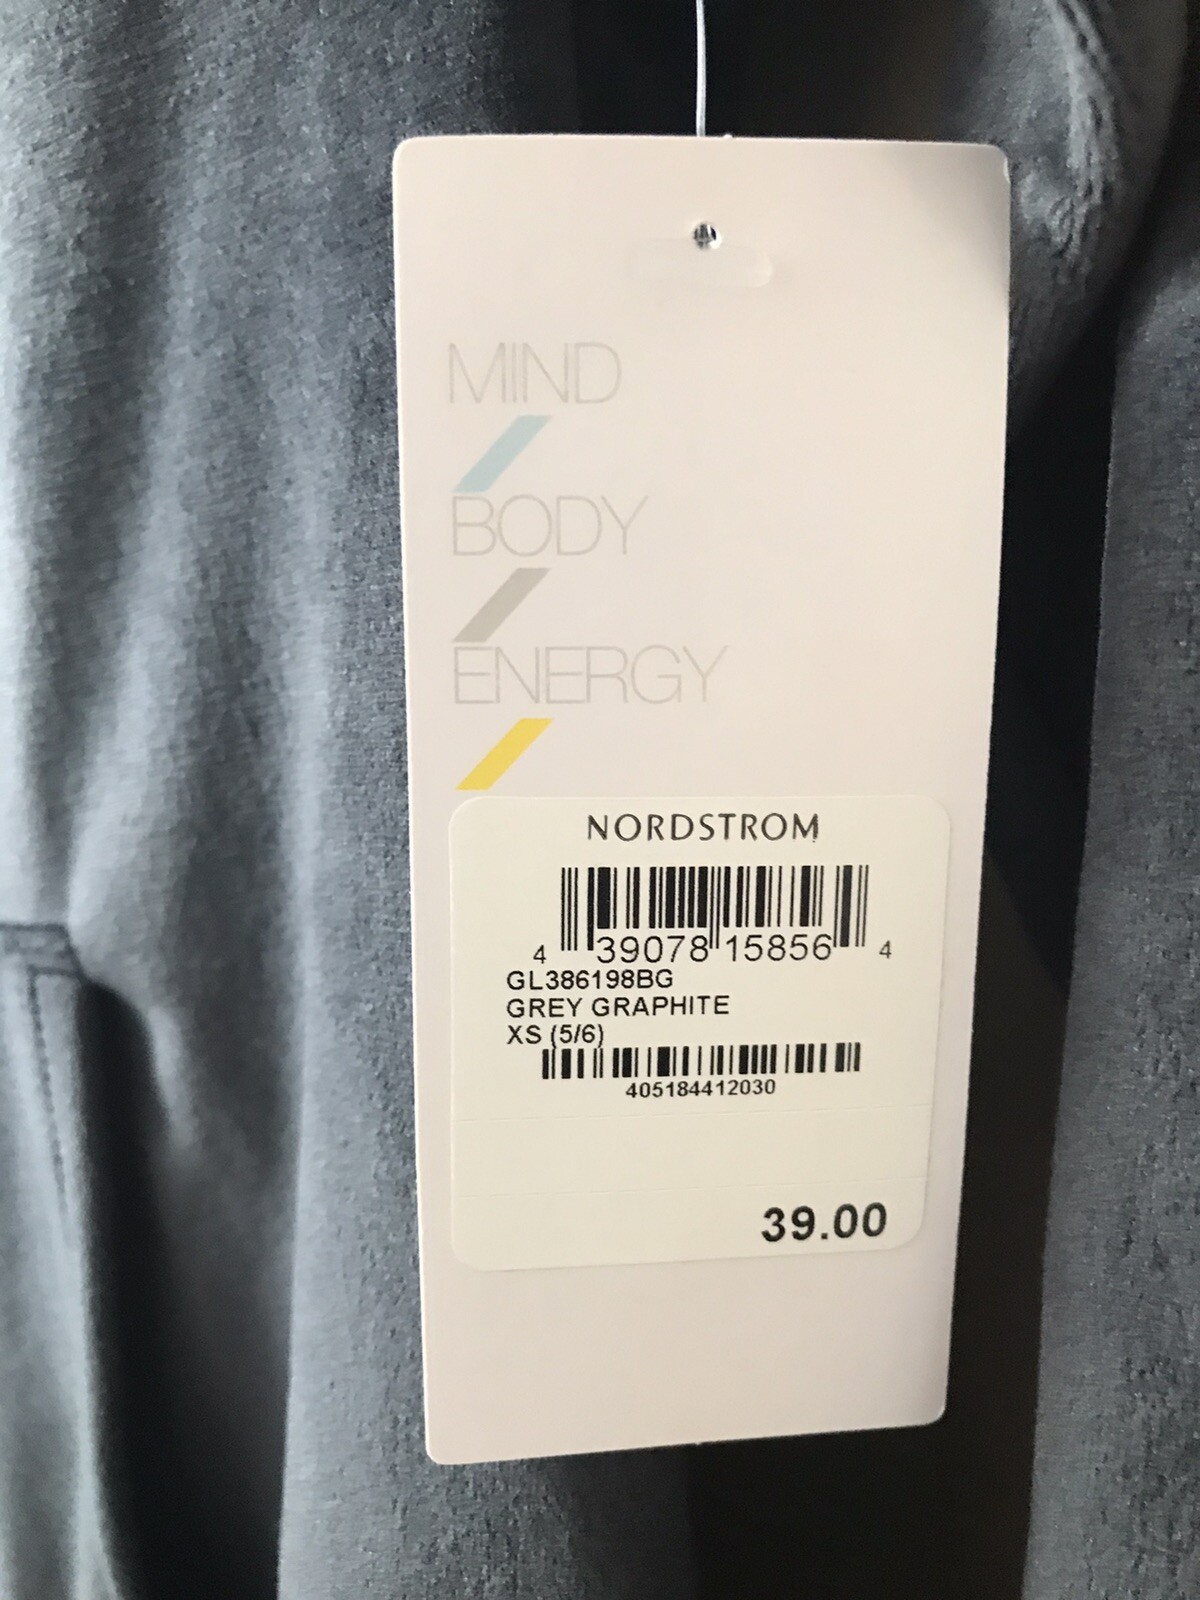 MIND
BODY
ENERGY
NORDSTROM
4 39078 15856 4
GL386198BG
GREY GRAPHITE
XS (5/6)
405184412030
39.00